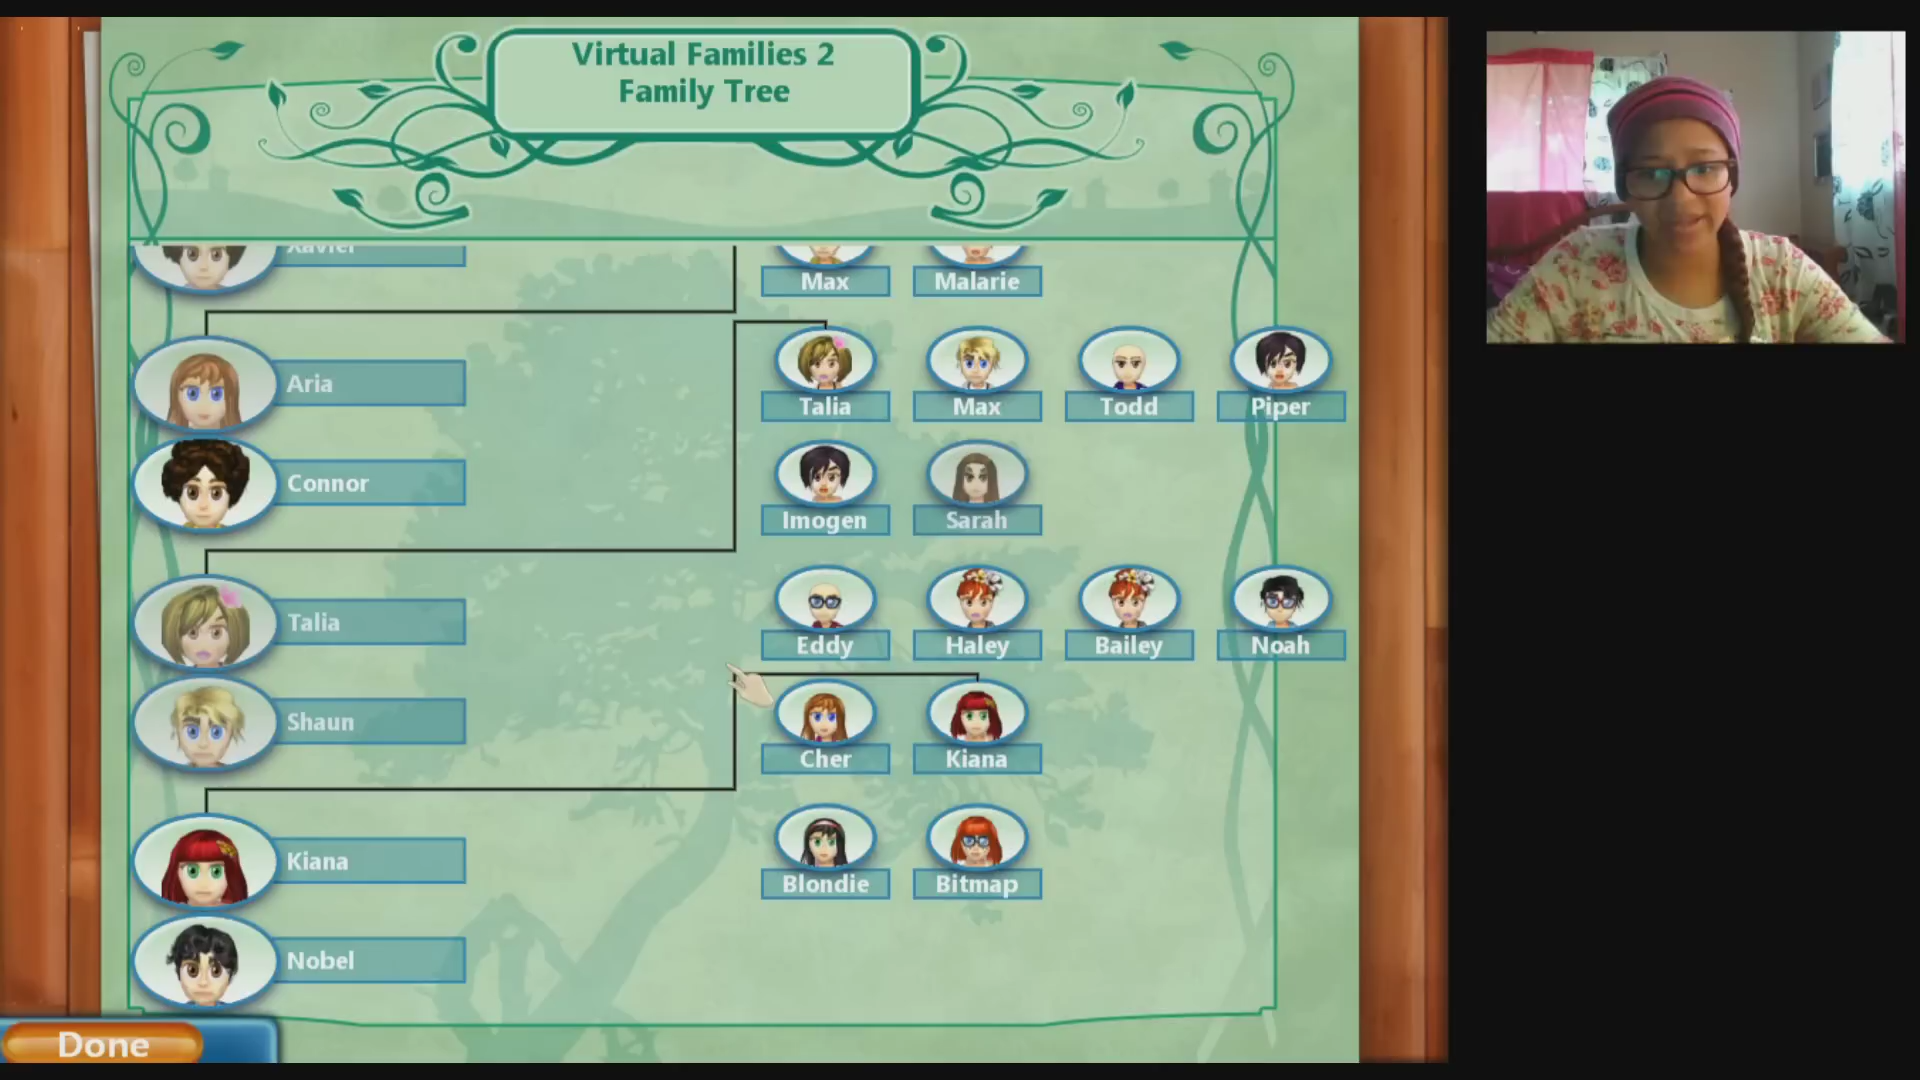 Virtual Families 2
Family Tree
Xavier
Max
Malarie
Aria
Talia
Max
Todd
Piper
Connor
Imogen
Sarah
Talia
Eddy
Haley
Bailey
Noah
Shaun
Cher
Kiana
Kiana
Blondie
Bitmap
Nobel
Done